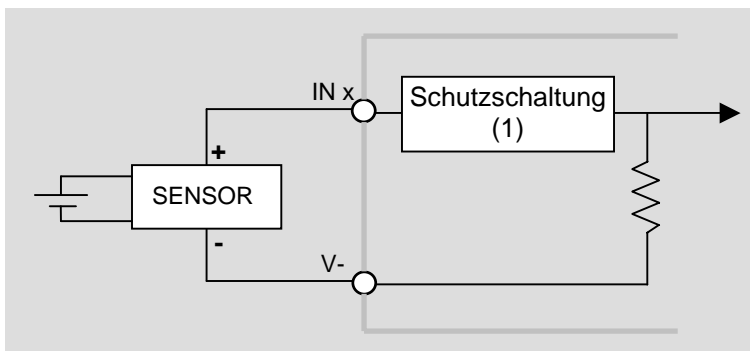 IN x
Schutzschaltung
(1)
+
SENSOR
-
V-